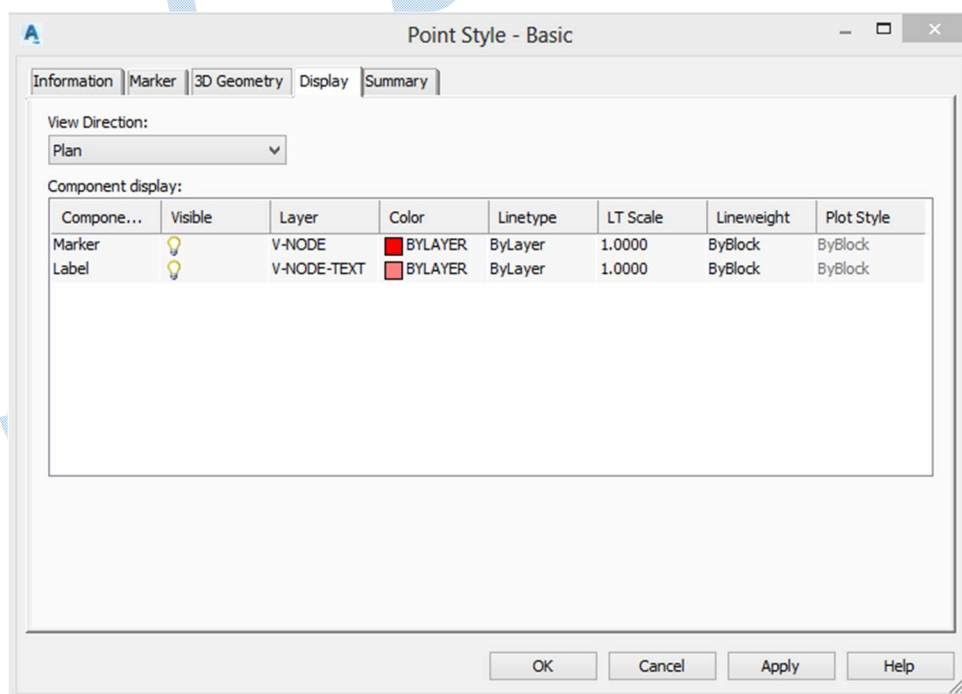 Point Style - Basic
Information Marker 3D Geometry Display Summary
View Direction:
Plan
Component display:
Compone... Visible Layer Color Linetype LT Scale Lineweight Plot Style
Marker V-NODE BYLAYER ByLayer 1.0000 ByBlock ByBlock
Label V-NODE-TEXT BYLAYER ByLayer 1.0000 ByBlock ByBlock
OK Cancel Apply Help